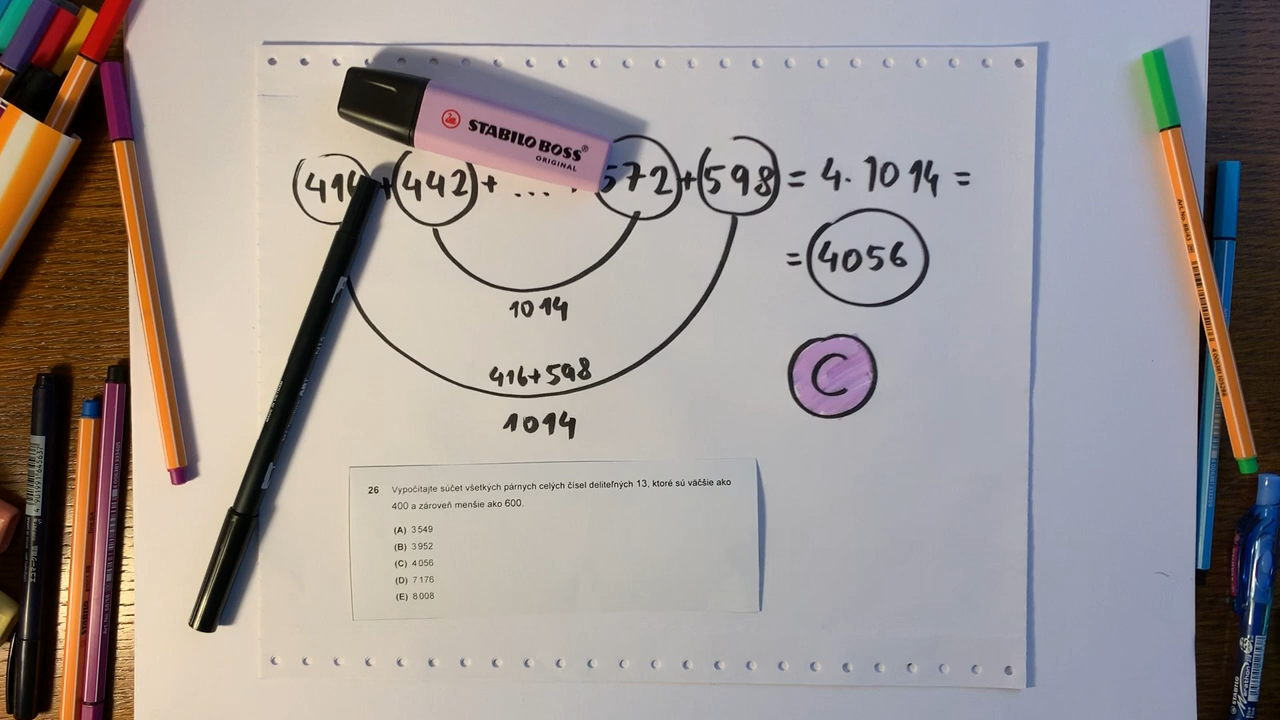 STABILO BOSS®
ORIGINAL
414 + 442 + ... + 572 + 598 = 4. 1014 =
= 4056
1014
416+598
1014
C
26 Vypočítajte súčet všetkých párnych celých čísel deliteľných 13, ktoré sú väčšie ako
400 a zároveň menšie ako 600.
(A) 3 549
(B) 3 952
(C) 4 056
(D) 7 176
(E) 8 008
STABILO
Marathon